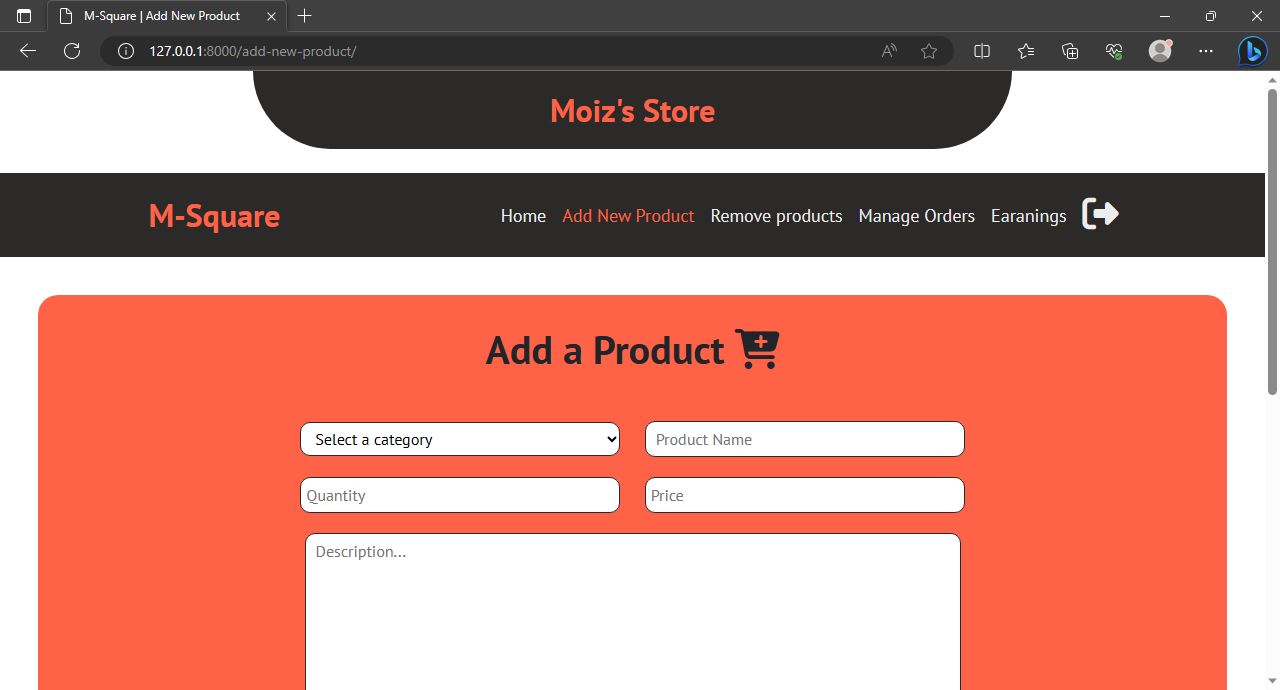 M-Square | Add New Product
127.0.0.1:8000/add-new-product/
Moiz's Store
M-Square
Home Add New Product Remove products Manage Orders Earanings
Add a Product
Select a category Product Name
Quantity Price
Description...